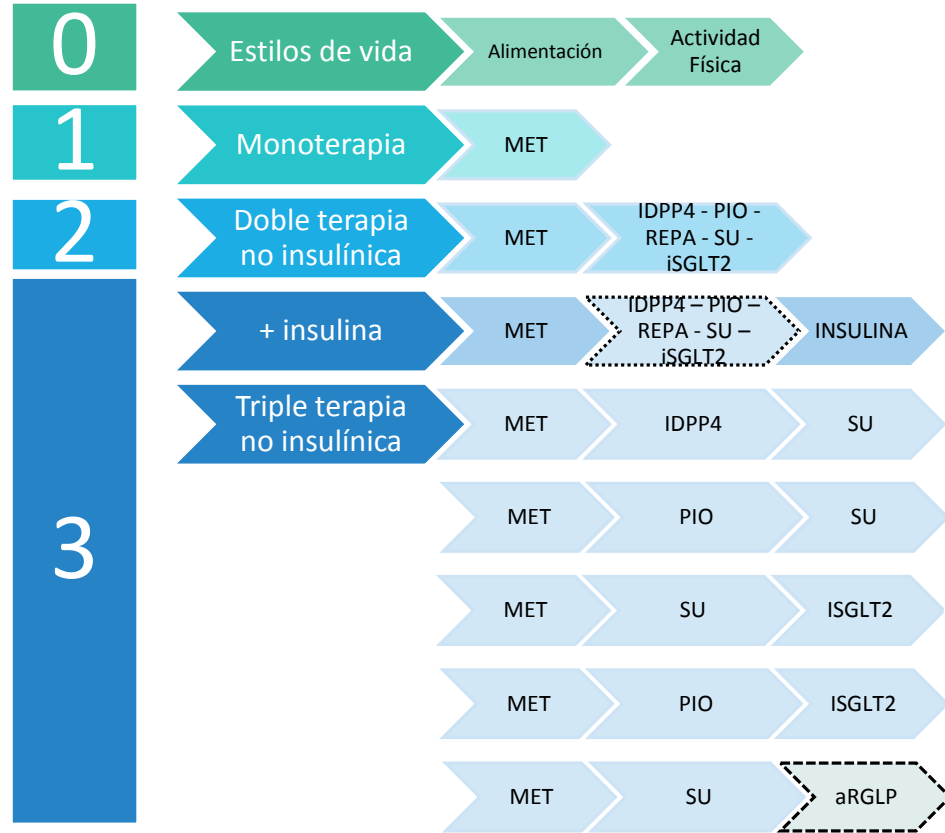 0
Estilos de vida
Alimentación
Actividad
Física
1
Monoterapia
MET
2
Doble terapia
no insulínica
MET
IDPP4 - PIO -
REPA - SU -
iSGLT2
3
+ insulina
MET
IDPP4 – PIO –
REPA - SU –
iSGLT2
INSULINA
Triple terapia
no insulínica
MET
IDPP4
SU
MET
PIO
SU
MET
SU
ISGLT2
MET
PIO
ISGLT2
MET
SU
aRGLP